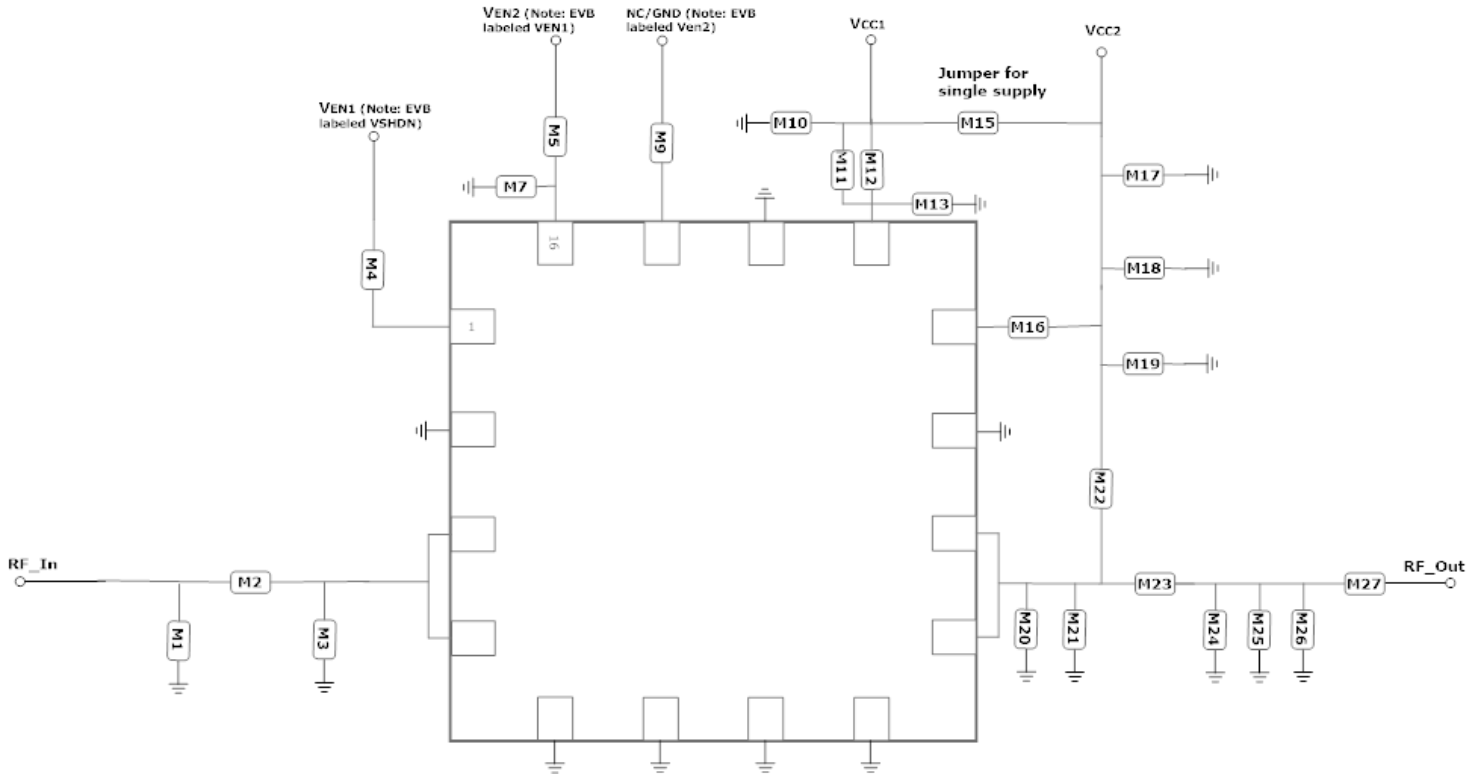 VEN2 (Note: EVB
labeled VEN1)
NC/GND (Note: EVB
labeled Ven2)
VCC1
VCC2
Jumper for
single supply
VEN1 (Note: EVB
labeled VSHDN)
M10
M15
M5
M9
M11
M12
M17
M7
M13
16
M4
M18
1
M16
M19
M22
RF_In
RF_Out
M2
M23
M27
M1
M3
M20
M21
M24
M25
M26